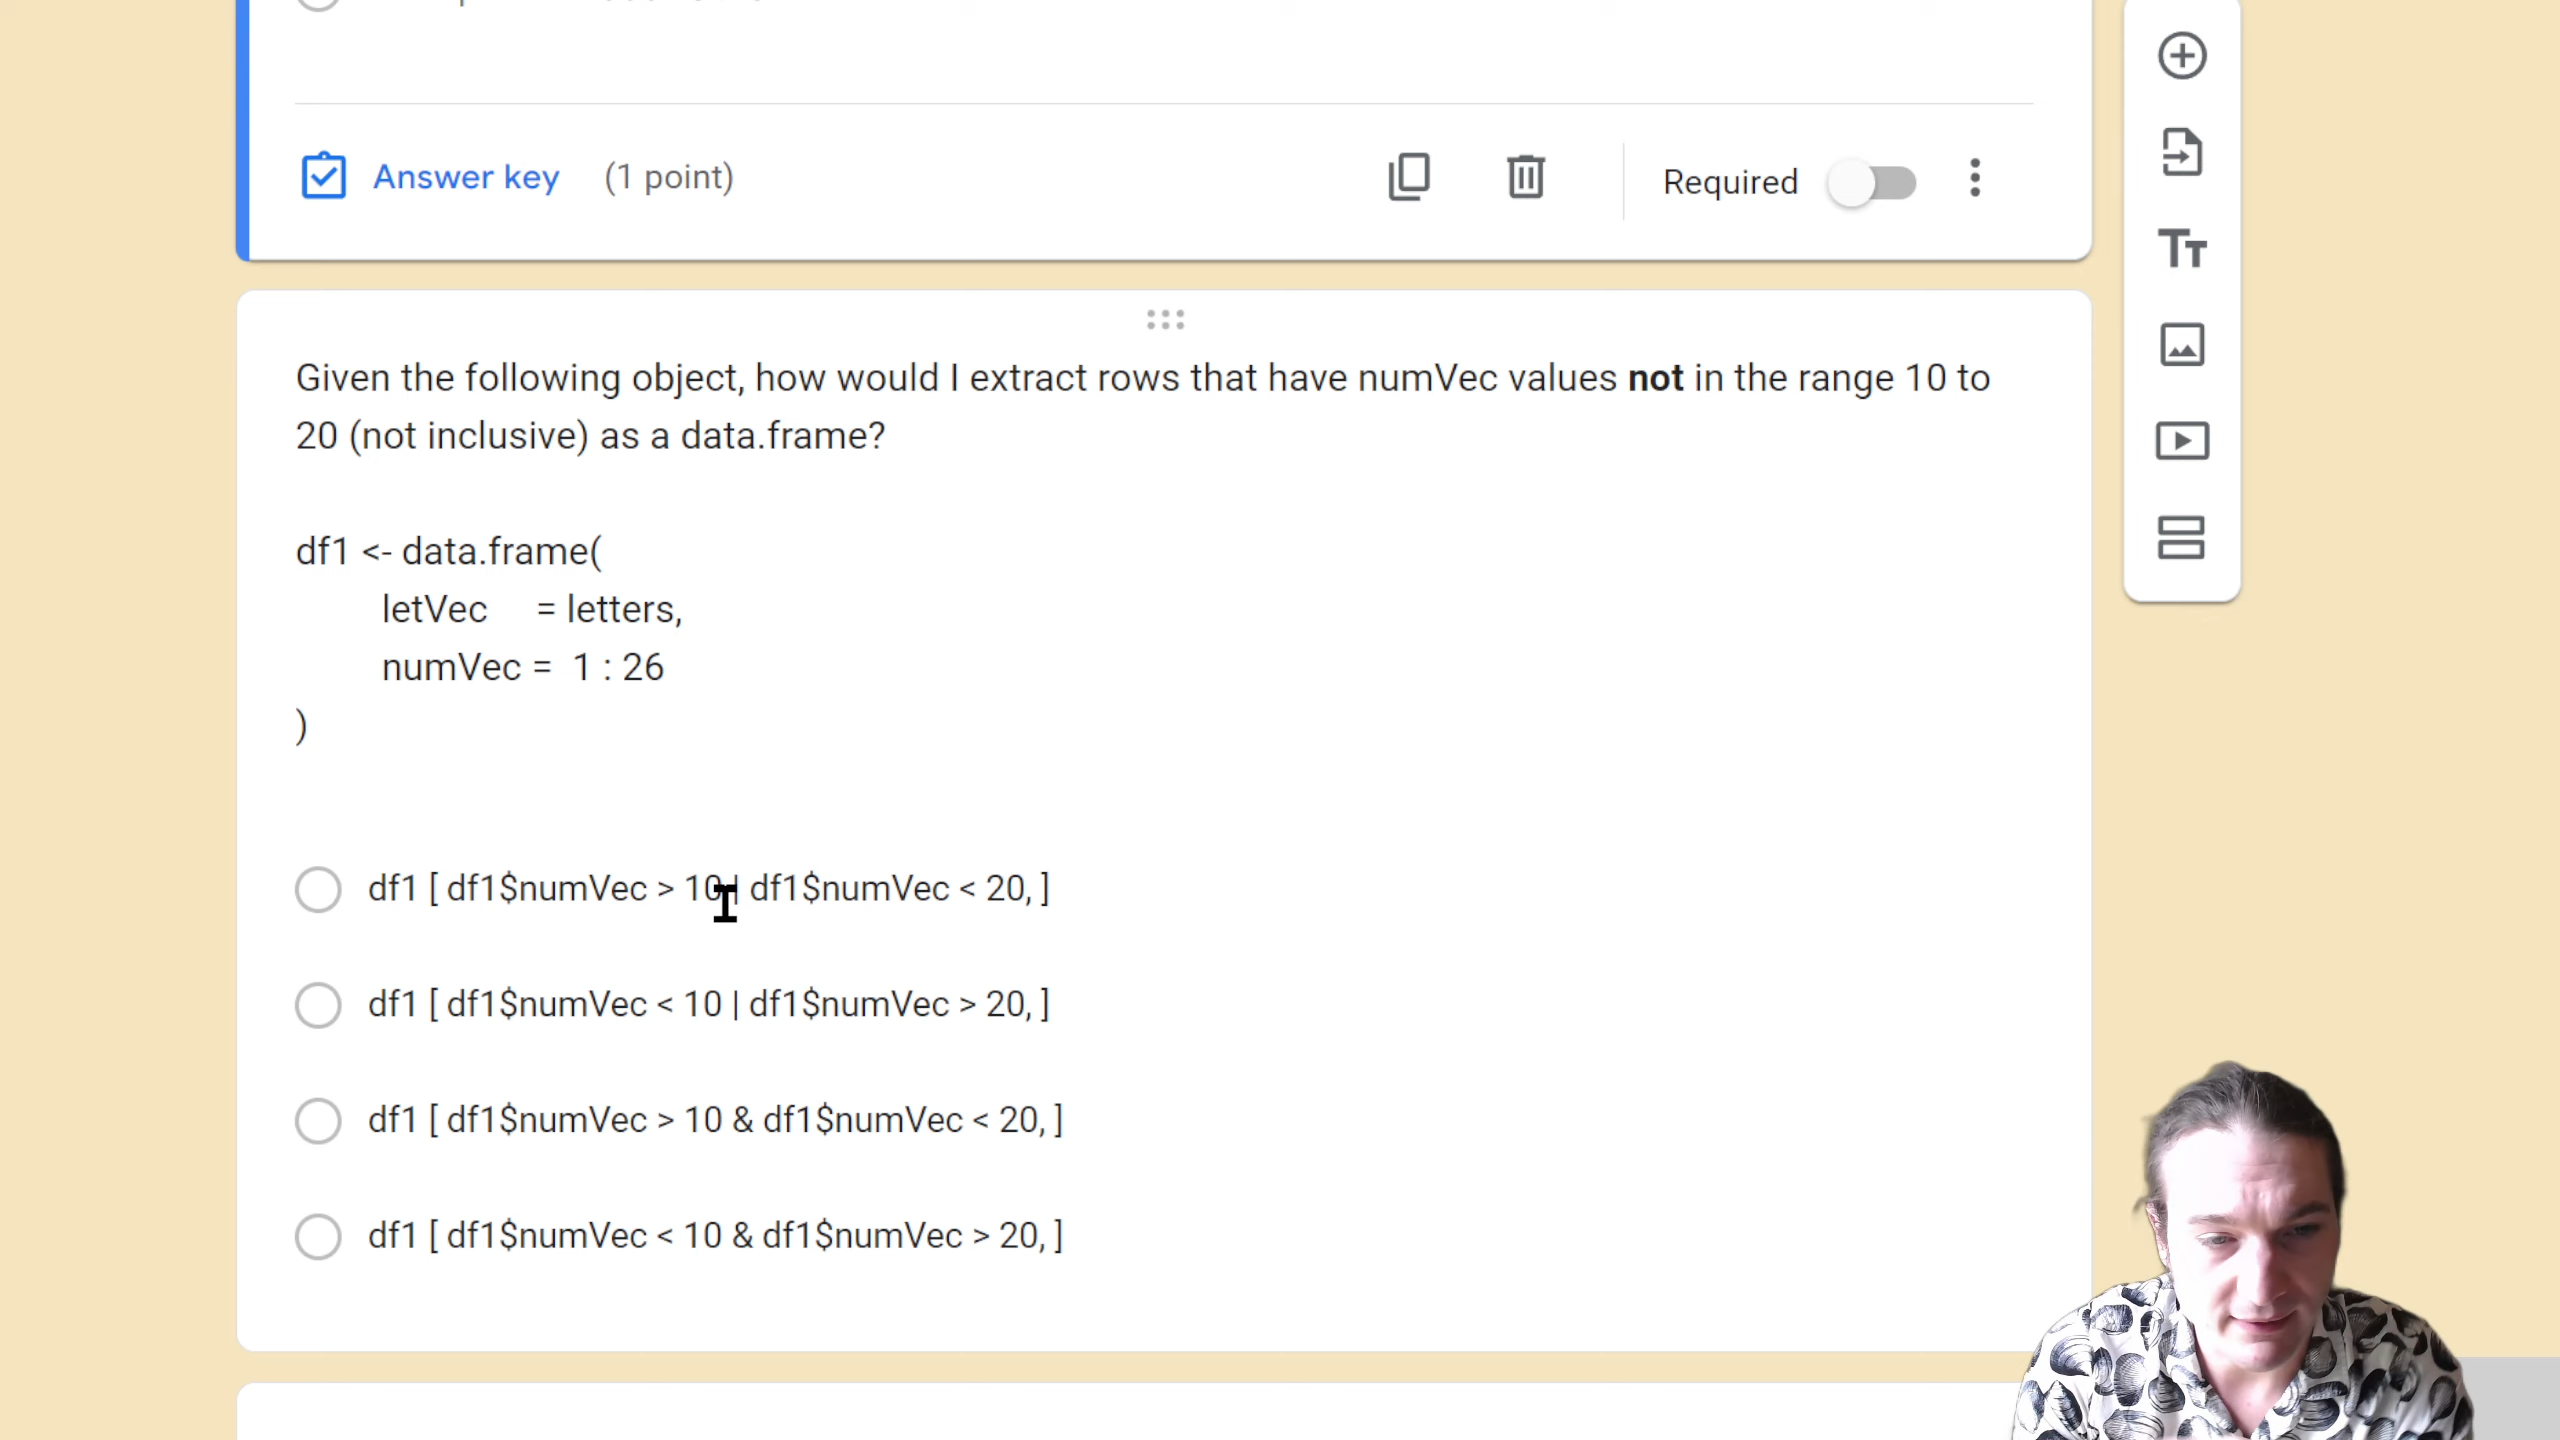 Answer key (1 point)
Required
Tт
Given the following object, how would I extract rows that have numVec values not in the range 10 to
20 (not inclusive) as a data.frame?
df1 <- data.frame(
letVec = letters,
numVec = 1 : 26
)
df1 [ df1$numVec > 10 | df1$numVec < 20, ]
df1 [ df1$numVec < 10 | df1$numVec > 20, ]
df1 [ df1$numVec > 10 & df1$numVec < 20, ]
df1 [ df1$numVec < 10 & df1$numVec > 20, ]